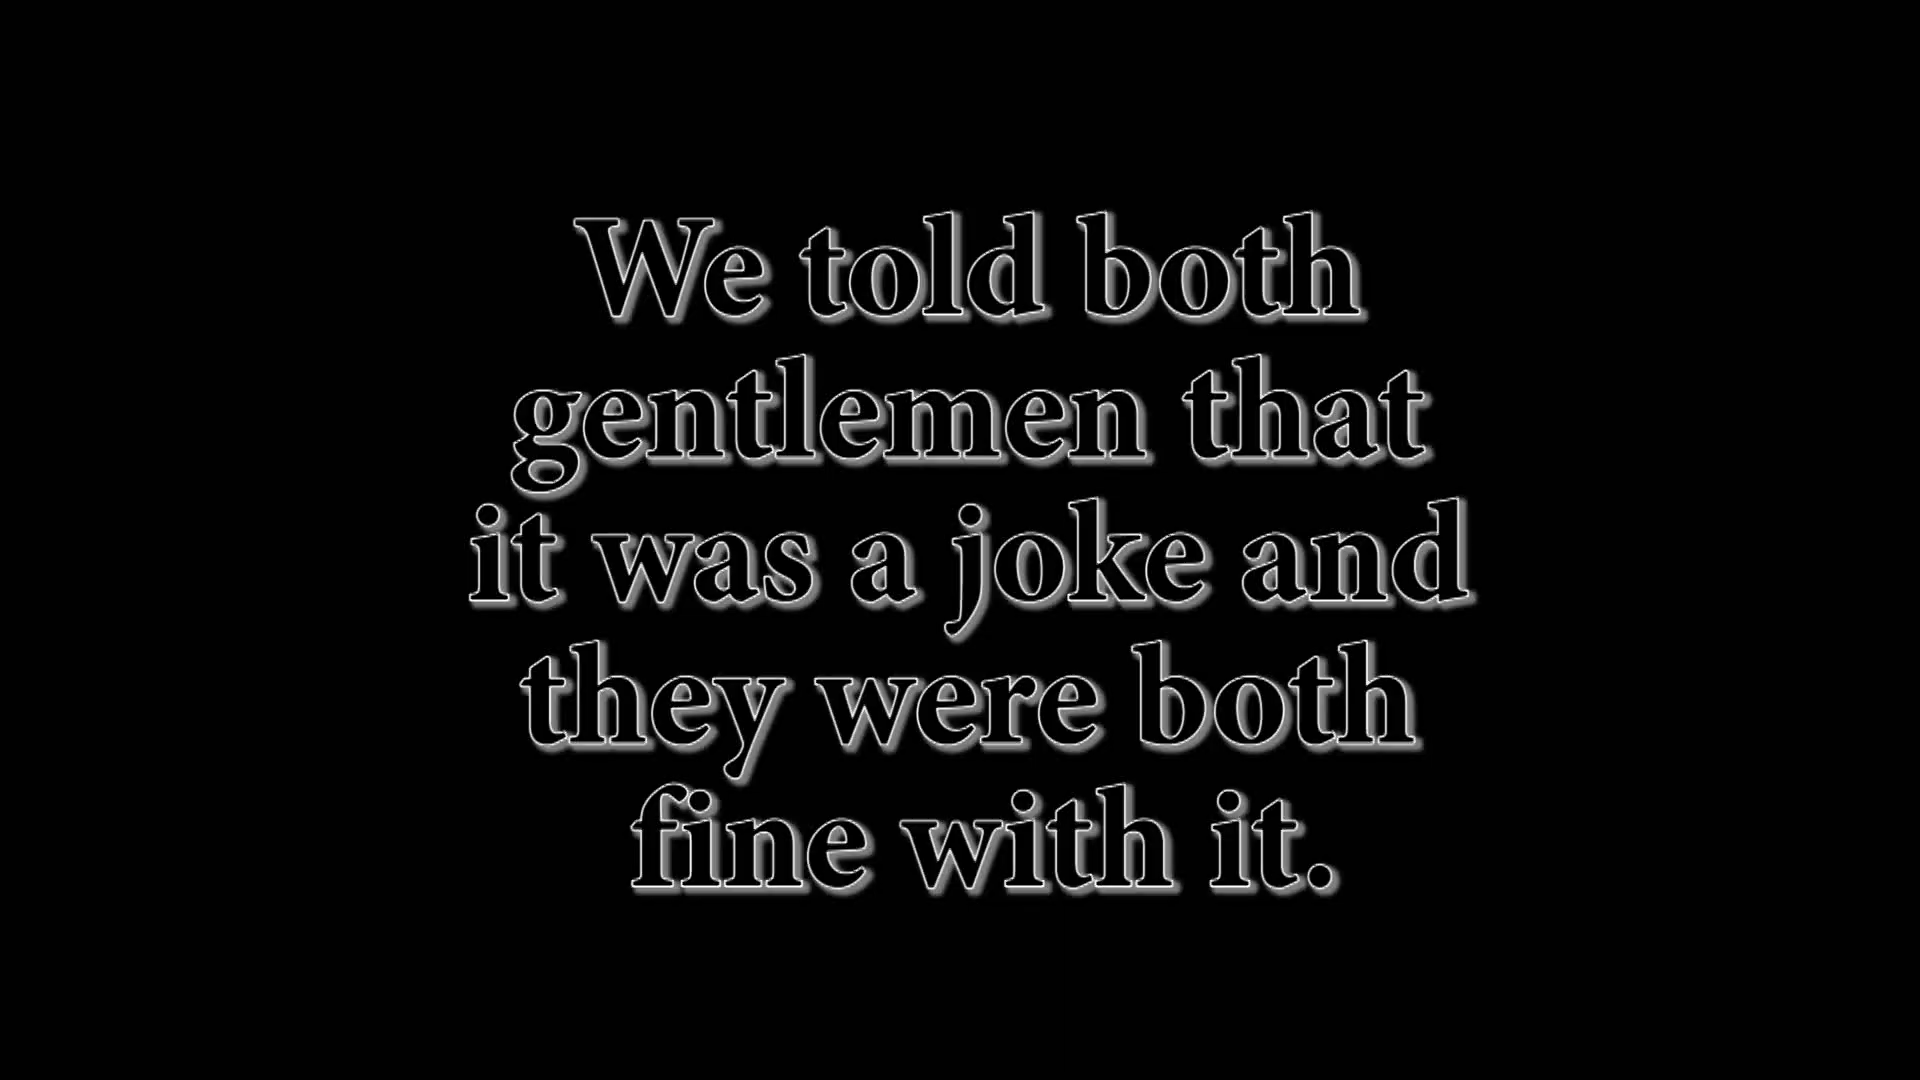 We told both
gentlemen that
it was a joke and
they were both
fine with it.